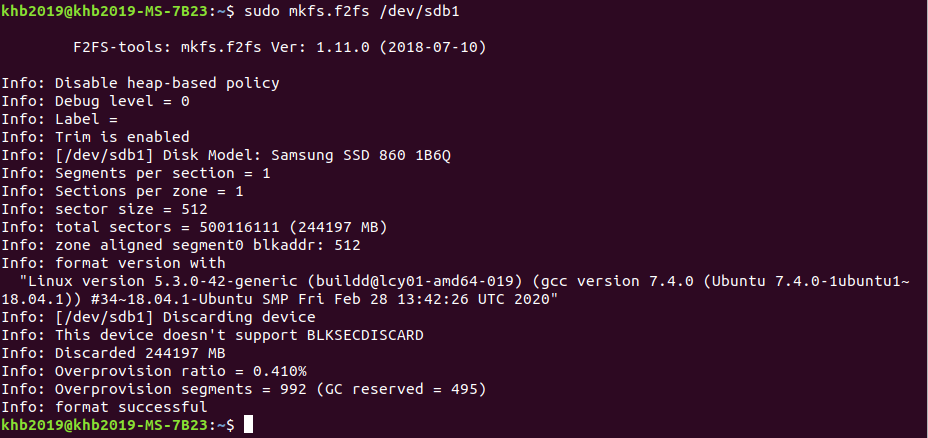 khb2019@khb2019-MS-7B23:~$ sudo mkfs.f2fs /dev/sdb1
F2FS-tools: mkfs.f2fs Ver: 1.11.0 (2018-07-10)
Info: Disable heap-based policy
Info: Debug level = 0
Info: Label =
Info: Trim is enabled
Info: [/dev/sdb1] Disk Model: Samsung SSD 860 1B6Q
Info: Segments per section = 1
Info: Sections per zone = 1
Info: sector size = 512
Info: total sectors = 500116111 (244197 MB)
Info: zone aligned segment0 blkaddr: 512
Info: format version with
"Linux version 5.3.0-42-generic (buildd@lcy01-amd64-019) (gcc version 7.4.0 (Ubuntu 7.4.0-1ubuntu1~
18.04.1)) #34~18.04.1-Ubuntu SMP Fri Feb 28 13:42:26 UTC 2020"
Info: [/dev/sdb1] Discarding device
Info: This device doesn't support BLKSECDISCARD
Info: Discarded 244197 MB
Info: Overprovision ratio = 0.410%
Info: Overprovision segments = 992 (GC reserved = 495)
Info: format successful
khb2019@khb2019-MS-7B23:~$